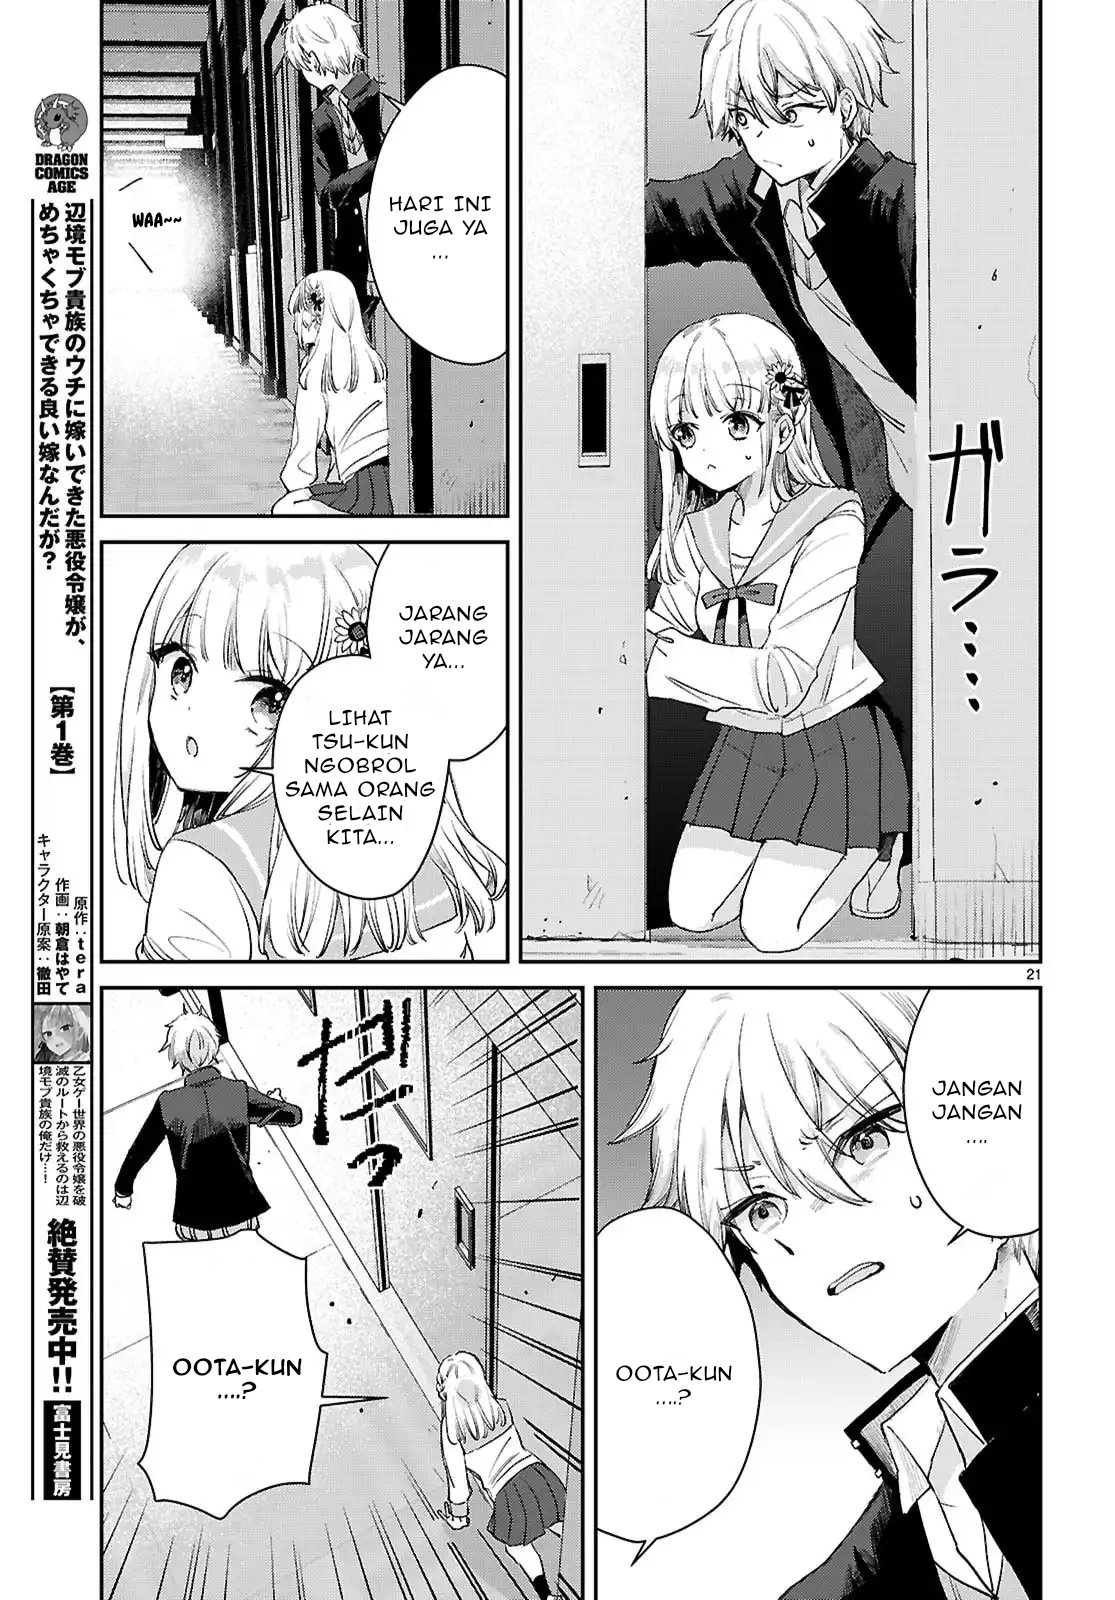 ガラ……
6
HARI INI
JUGA YA
...
WAA~~
JARANG
JARANG
YA...
LIHAT
TSU-KUN
NGOBROL
SAMA ORANG
SELAIN
KITA...
21
JANGAN
JANGAN
....
OOTA-KUN
....?
ダッ
OOTA-KUN
....?
DRAGON
COMICS
AGE
辺境モブ貴族のウチに嫁いできた悪役令嬢が、
めちゃくちゃできる良い嫁なんだが?
【第1巻】
原作:tera
作画:朝倉はやて
キャラクター原案:徹田
乙女ゲー世界の悪役令嬢を破
滅のルートから救えるのは辺
境モブ貴族の俺だけ…!
絶賛発売中!!
富士見書房